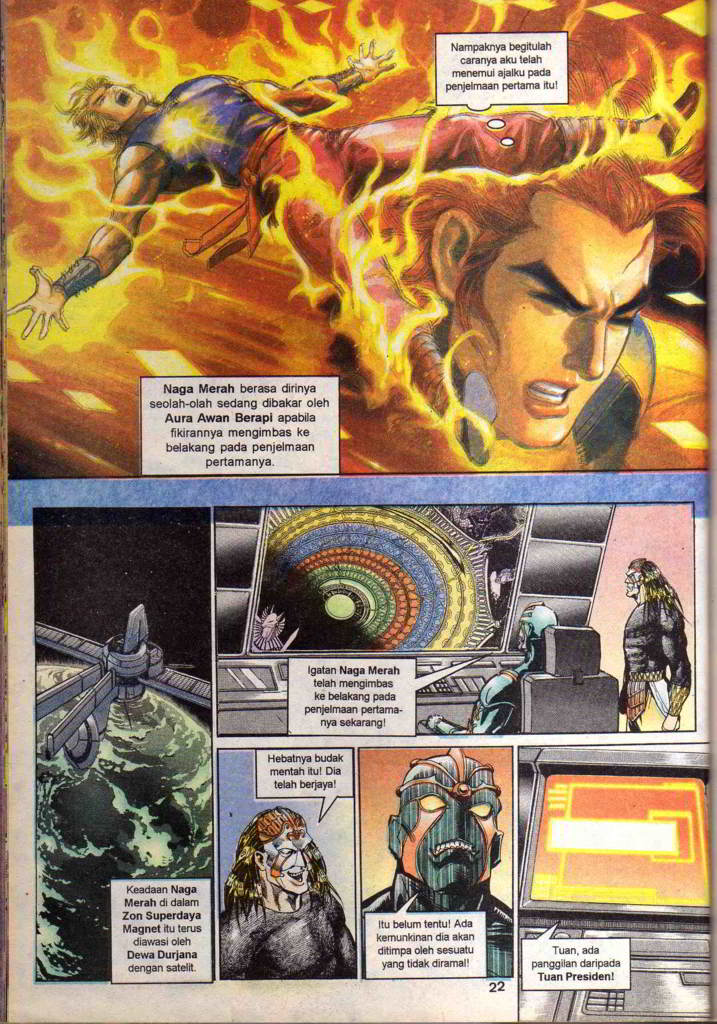 Nampaknya begitulah
caranya aku telah
menemui ajalku pada
penjelmaan pertama itu!
Naga Merah berasa dirinya
seolah-olah sedang dibakar oleh
Aura Awan Berapi apabila
fikirannya mengimbas ke
belakang pada penjelmaan
pertamanya.
Keadaan Naga
Merah di dalam
Zon Superdaya
Magnet itu terus
diawasi oleh
Dewa Durjana
dengan satelit.
Igatan Naga Merah
telah mengimbas
ke belakang pada
penjelmaan pertama-
nya sekarang!
Hebatnya budak
mentah itu! Dia
telah berjaya!
Itu belum tentu! Ada
kemunkinan dia akan
ditimpa oleh sesuatu
yang tidak diramal!
Tuan, ada
panggilan daripada
Tuan Presiden!
22